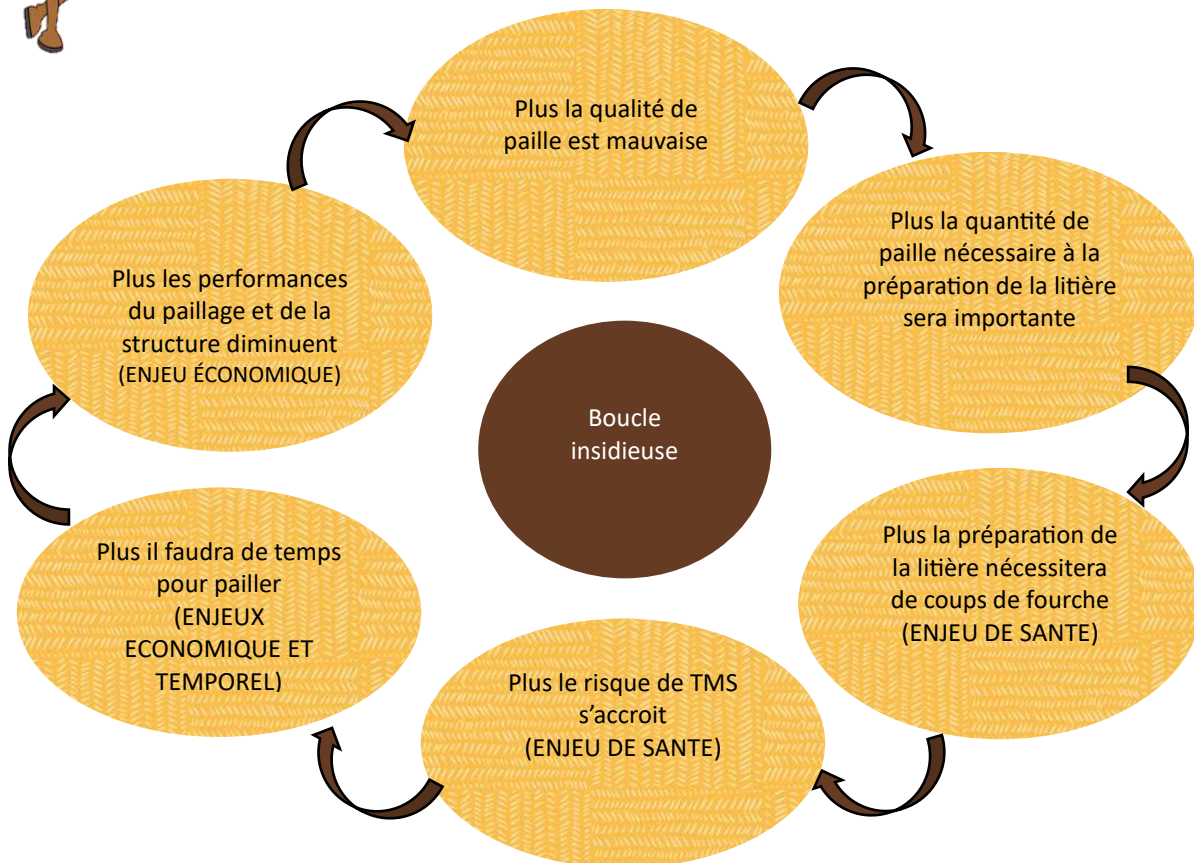 Plus la qualité de
paille est mauvaise
Plus la quantité de
paille nécessaire à la
préparation de la litière
sera importante
Plus la préparation de
la litière nécessitera
de coups de fourche
(ENJEU DE SANTE)
Plus le risque de TMS
s’accroit
(ENJEU DE SANTE)
Plus il faudra de temps
pour pailler
(ENJEUX
ECONOMIQUE ET
TEMPOREL)
Plus les performances
du paillage et de la
structure diminuent
(ENJEU ÉCONOMIQUE)
Boucle
insidieuse